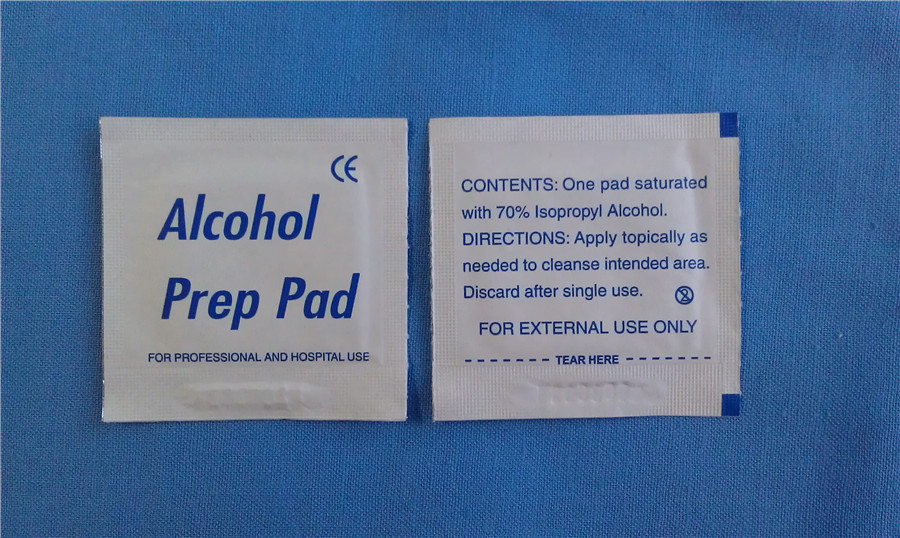 CE
Alcohol
Prep Pad
FOR PROFESSIONAL AND HOSPITAL USE
CONTENTS: One pad saturated
with 70% Isopropyl Alcohol.
DIRECTIONS: Apply topically as
needed to cleanse intended area.
Discard after single use.
2
FOR EXTERNAL USE ONLY
TEAR HERE